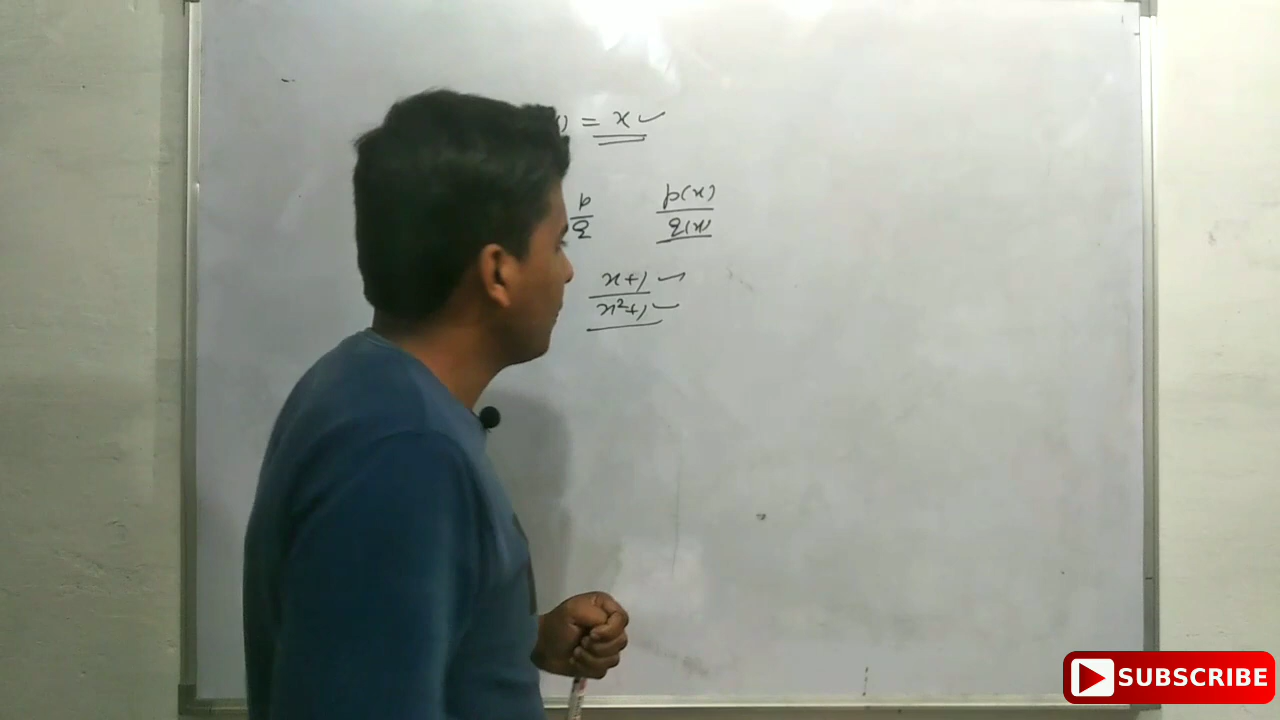 ) = x ✓
p/q p(x)/q(x)
x+1 ✓
x²+1 ✓
SUBSCRIBE